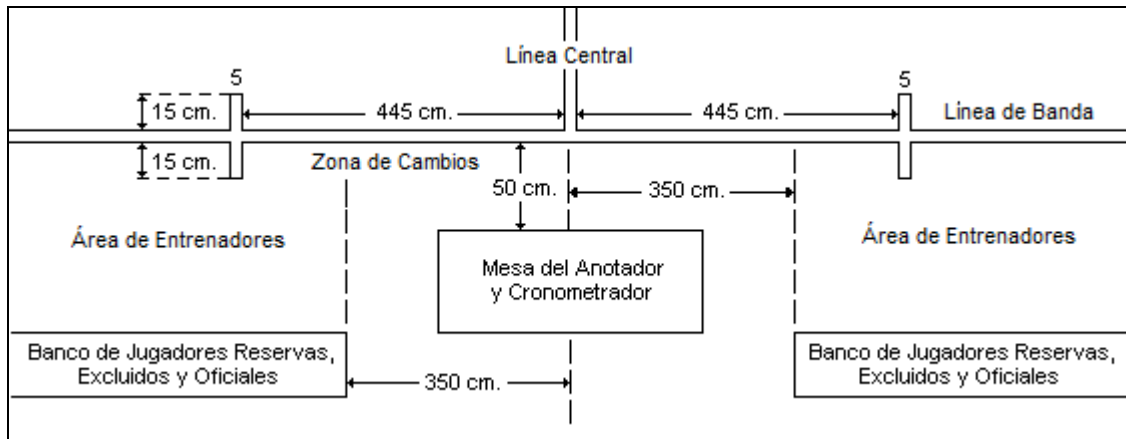 Línea Central
5
5
15 cm.
445 cm.
445 cm.
Línea de Banda
15 cm.
Zona de Cambios
50 cm.
350 cm.
Área de Entrenadores
Área de Entrenadores
Mesa del Anotador
y Cronometrador
Banco de Jugadores Reservas,
Excluidos y Oficiales
Banco de Jugadores Reservas,
Excluidos y Oficiales
350 cm.